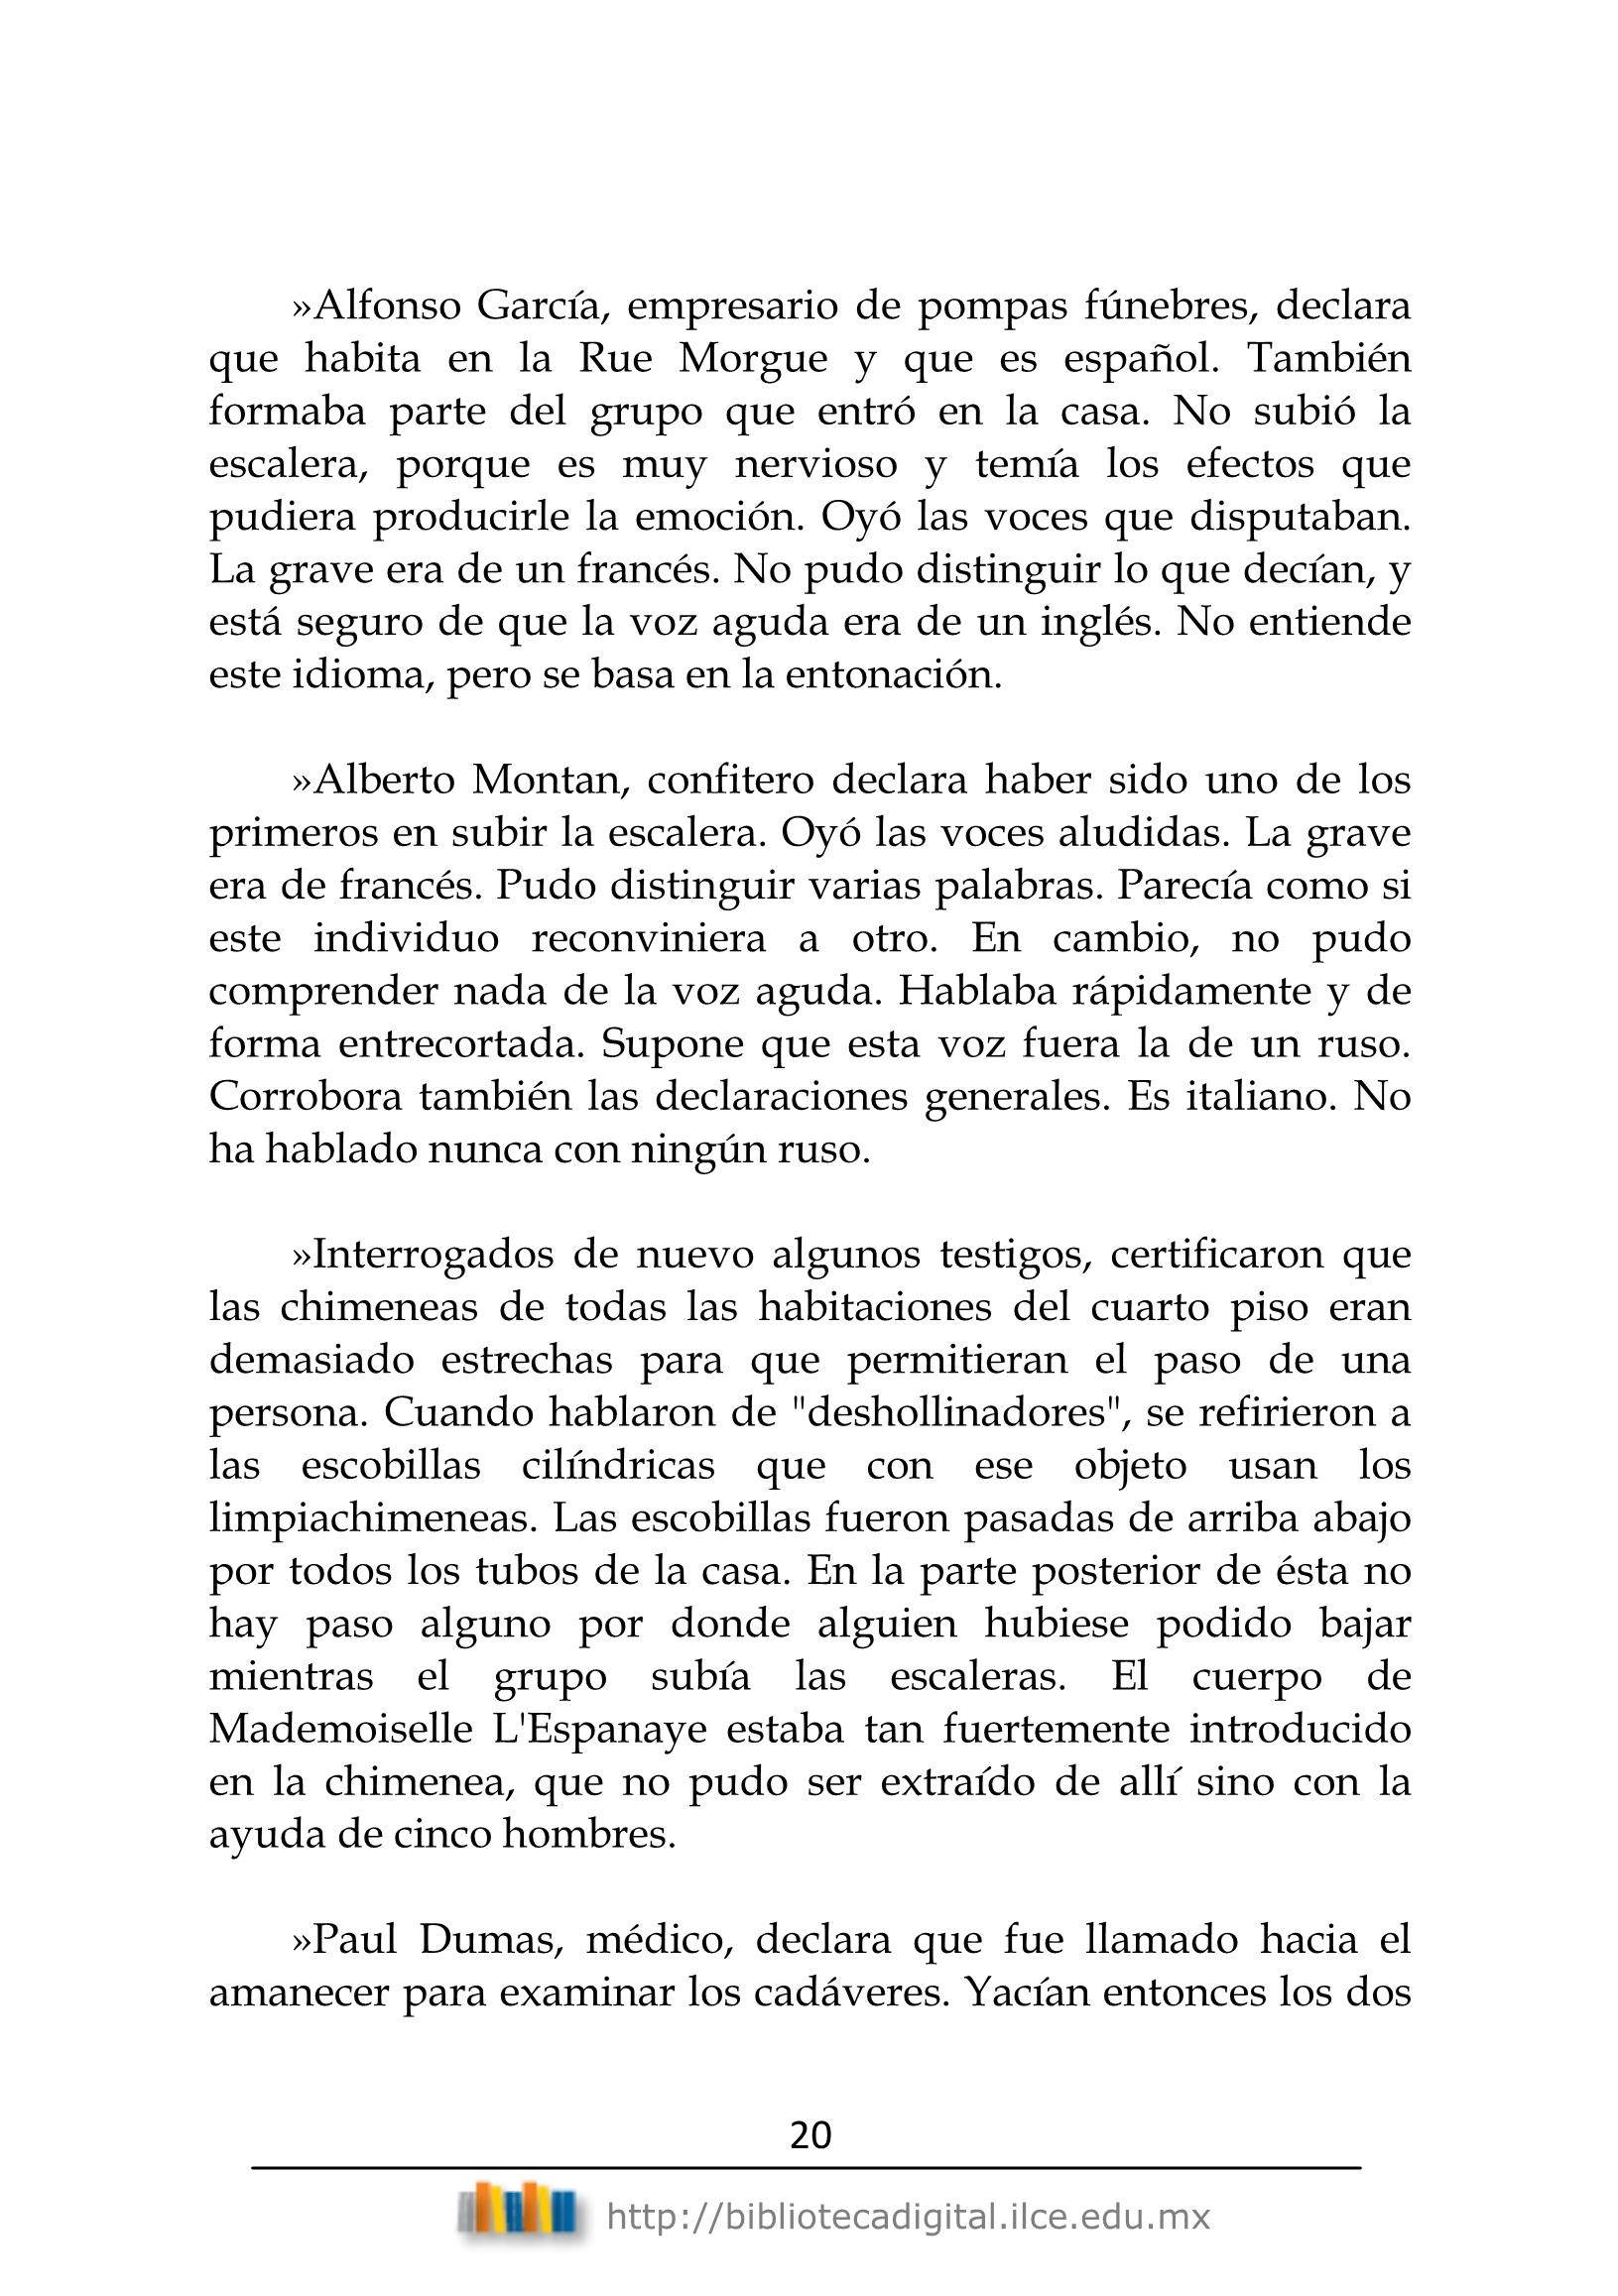 »Alfonso García, empresario de pompas fúnebres, declara
que habita en la Rue Morgue y que es español. También
formaba parte del grupo que entró en la casa. No subió la
escalera, porque es muy nervioso y temía los efectos que
pudiera producirle la emoción. Oyó las voces que disputaban.
La grave era de un francés. No pudo distinguir lo que decían, y
está seguro de que la voz aguda era de un inglés. No entiende
este idioma, pero se basa en la entonación.
»Alberto Montan, confitero declara haber sido uno de los
primeros en subir la escalera. Oyó las voces aludidas. La grave
era de francés. Pudo distinguir varias palabras. Parecía como si
este individuo reconviniera a otro. En cambio, no pudo
comprender nada de la voz aguda. Hablaba rápidamente y de
forma entrecortada. Supone que esta voz fuera la de un ruso.
Corrobora también las declaraciones generales. Es italiano. No
ha hablado nunca con ningún ruso.
»Interrogados de nuevo algunos testigos, certificaron que
las chimeneas de todas las habitaciones del cuarto piso eran
demasiado estrechas para que permitieran el paso de una
persona. Cuando hablaron de "deshollinadores", se refirieron a
las escobillas cilíndricas que con ese objeto usan los
limpiachimeneas. Las escobillas fueron pasadas de arriba abajo
por todos los tubos de la casa. En la parte posterior de ésta no
hay paso alguno por donde alguien hubiese podido bajar
mientras el grupo subía las escaleras. El cuerpo de
Mademoiselle L'Espanaye estaba tan fuertemente introducido
en la chimenea, que no pudo ser extraído de allí sino con la
ayuda de cinco hombres.
»Paul Dumas, médico, declara que fue llamado hacia el
amanecer para examinar los cadáveres. Yacían entonces los dos
20
http://bibliotecadigital.ilce.edu.mx